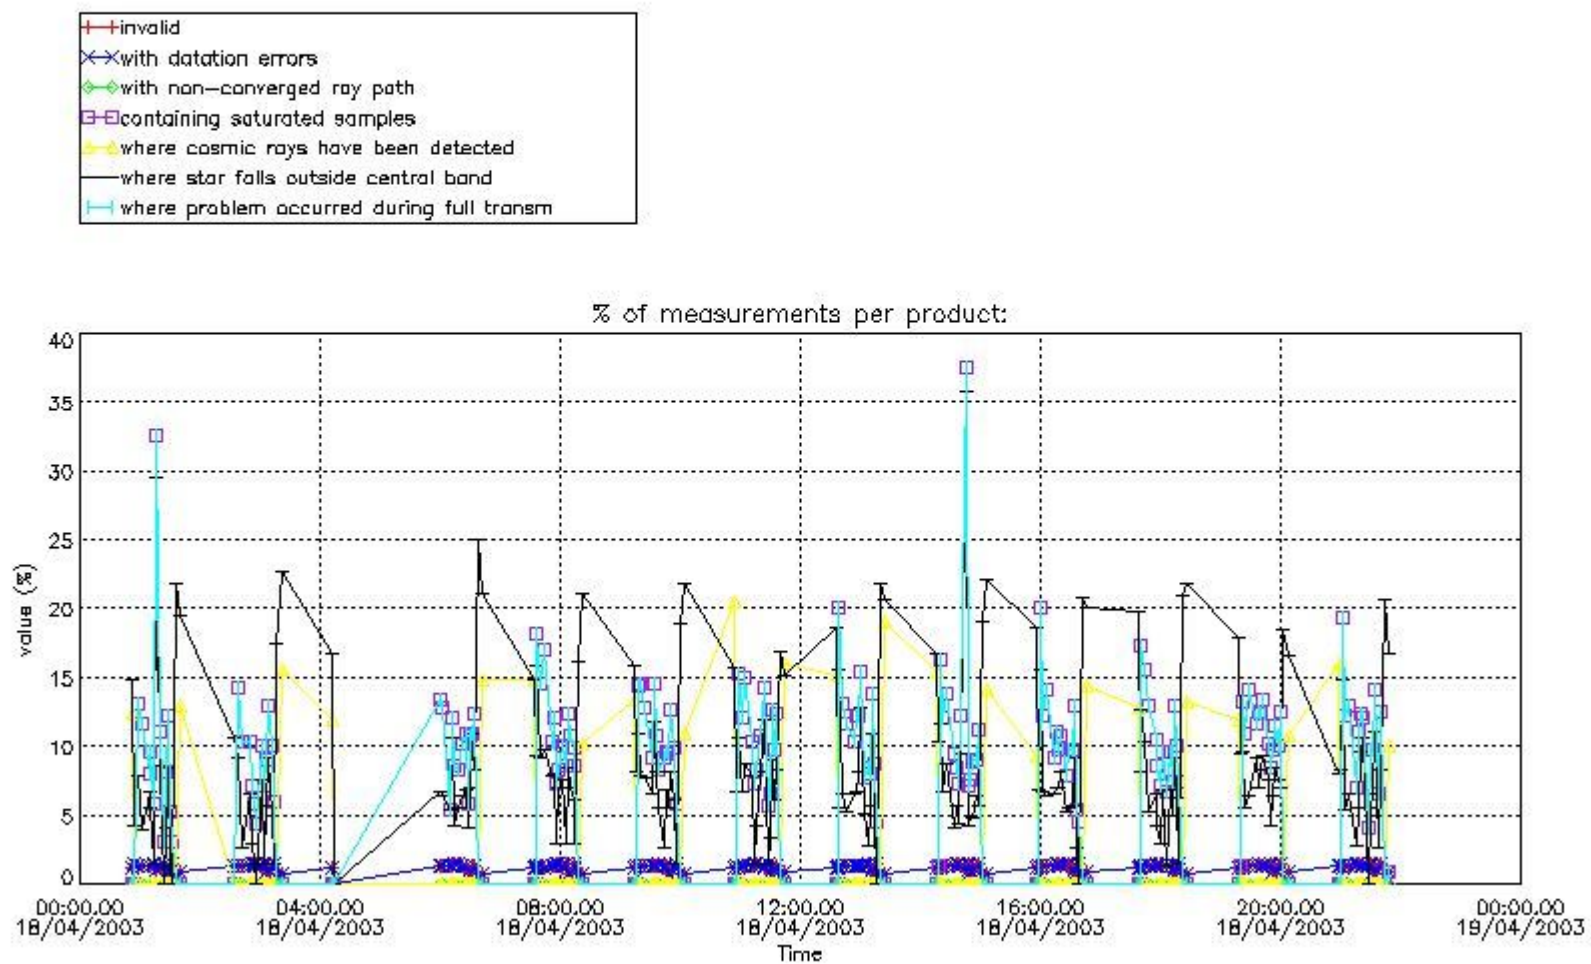 invalid
with datation errors
with non-converged ray path
containing saturated samples
where cosmic rays have been detected
where star falls outside central band
where problem occurred during full transm
% of measurements per product:
40
35
30
25
20
15
10
5
0
value (%)
00:00:00 04:00:00 08:00:00 12:00:00 16:00:00 20:00:00 00:00:00
18/04/2003 18/04/2003 18/04/2003 18/04/2003 18/04/2003 18/04/2003 19/04/2003
Time